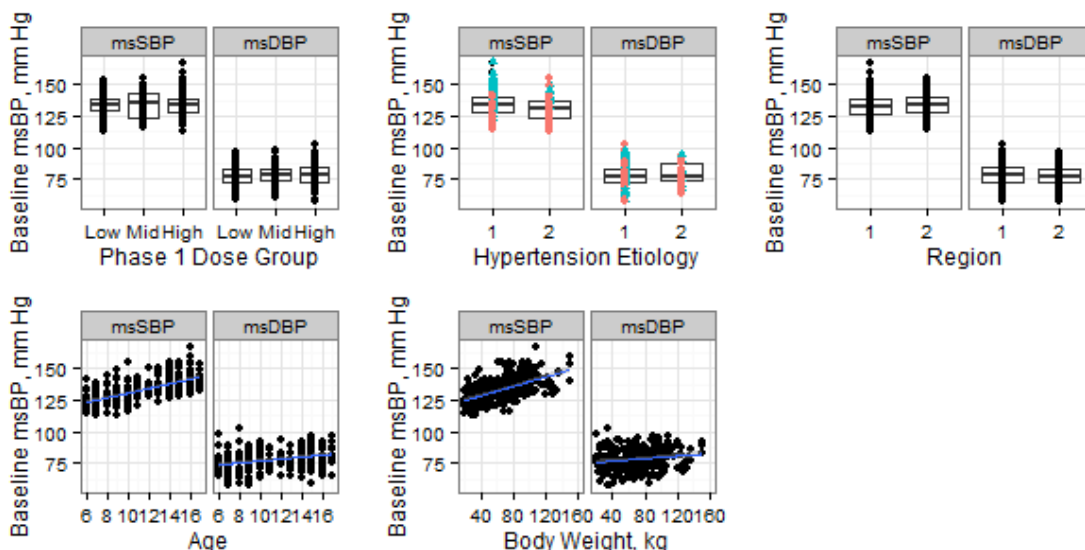 Baseline msBP, mm Hg
msSBP msDBP
150
125
100
75
Low Mid High Low Mid High
Phase 1 Dose Group
Baseline msBP, mm Hg
msSBP msDBP
150
125
100
75
1 2 1 2
Hypertension Etiology
Baseline msBP, mm Hg
msSBP msDBP
150
125
100
75
1 2 1 2
Region
Baseline msBP, mm Hg
msSBP msDBP
150
125
100
75
6 8 10 12 14 16 6 8 10 12 14 16
Age
Baseline msBP, mm Hg
msSBP msDBP
150
125
100
75
40 80 120 160 40 80 120 160
Body Weight, kg